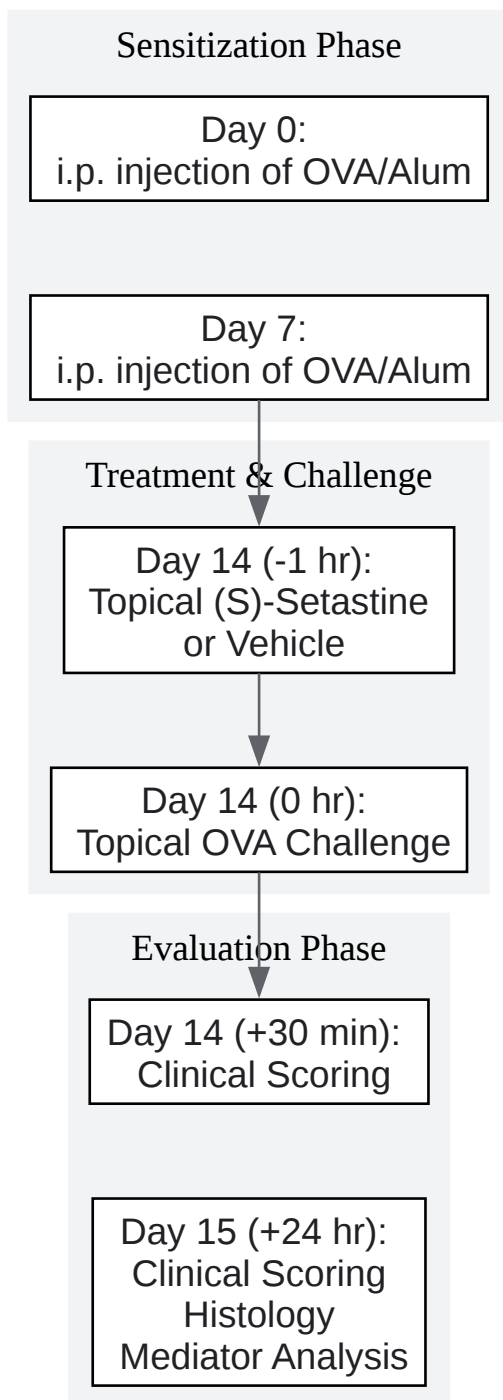 Sensitization Phase
Day 0:
i.p. injection of OVA/Alum
Day 7:
i.p. injection of OVA/Alum
Treatment & Challenge
Day 14 (-1 hr):
Topical (S)-Setastine
or Vehicle
Day 14 (0 hr):
Topical OVA Challenge
Evaluation Phase
Day 14 (+30 min):
Clinical Scoring
Day 15 (+24 hr):
Clinical Scoring
Histology
Mediator Analysis